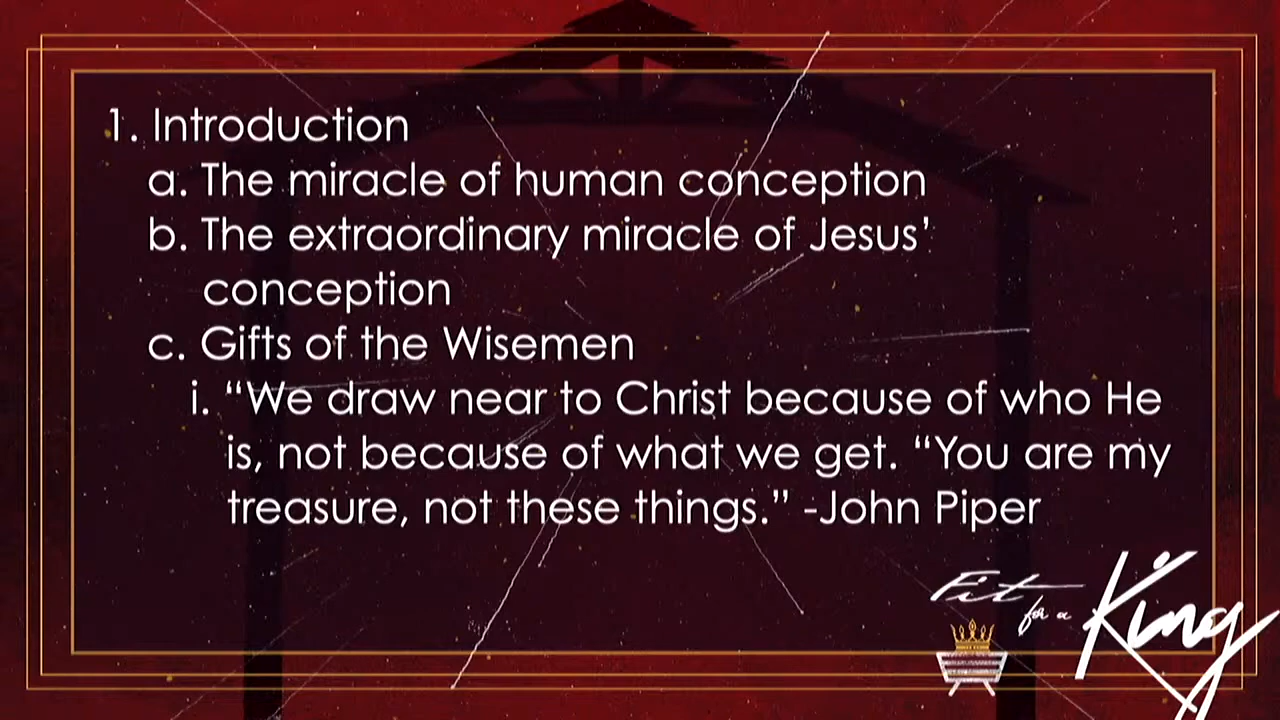 1. Introduction
a. The miracle of human conception
b. The extraordinary miracle of Jesus’
conception
c. Gifts of the Wisemen
i. “We draw near to Christ because of who He
is, not because of what we get. “You are my
treasure, not these things.” -John Piper
Fit
for a
King